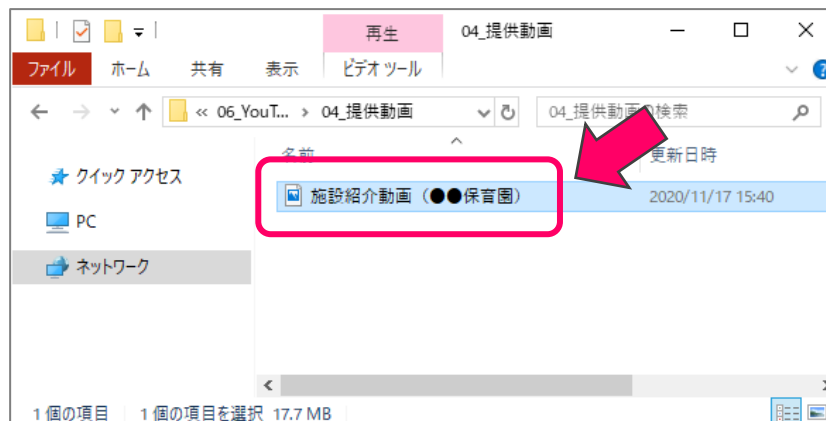 再生 04_提供動画
ファイル ホーム 共有 表示 ビデオ ツール
« 06_YouT... › 04_提供動画 04_提供動画の検索
名前 更新日時
クイック アクセス
施設紹介動画（●●保育園） 2020/11/17 15:40
PC
ネットワーク
1 個の項目 1 個の項目を選択 17.7 MB